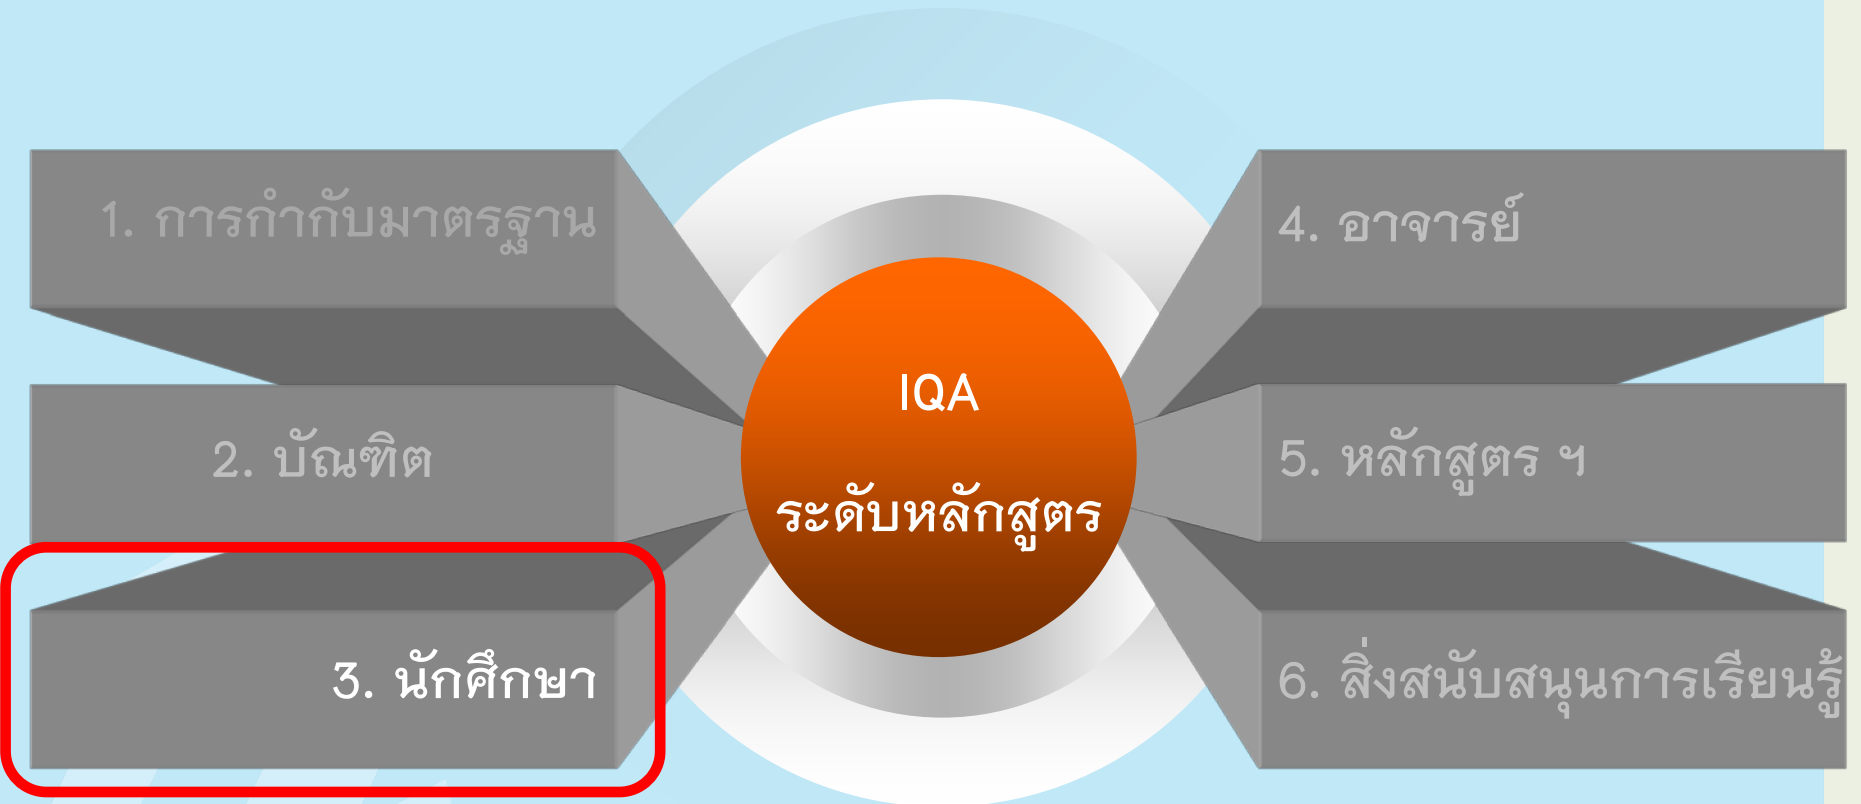 1. การกำกับมาตรฐาน
2. บัณฑิต
3. นักศึกษา
IQA
ระดับหลักสูตร
4. อาจารย์
5. หลักสูตร ฯ
6. สิ่งสนับสนุนการเรียนรู้